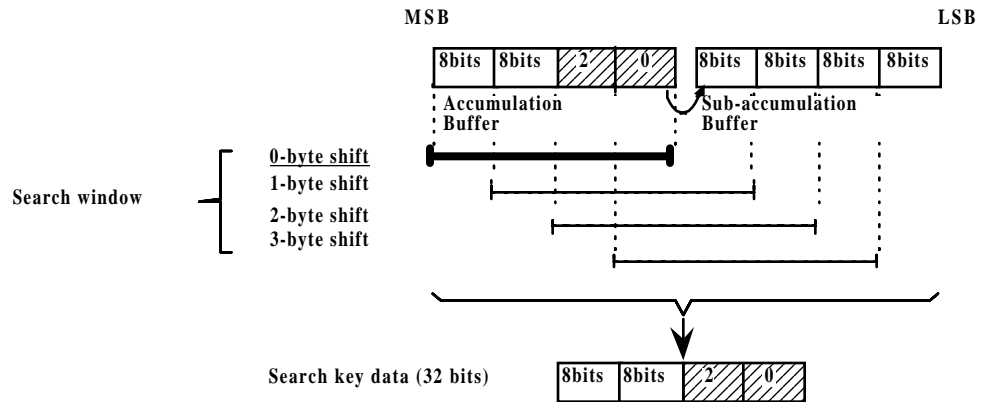 MSB LSB
8bits 8bits 2 0 8bits 8bits 8bits 8bits
Accumulation Buffer
Sub-accumulation Buffer
Search window
0-byte shift
1-byte shift
2-byte shift
3-byte shift
Search key data (32 bits)
8bits 8bits 2 0